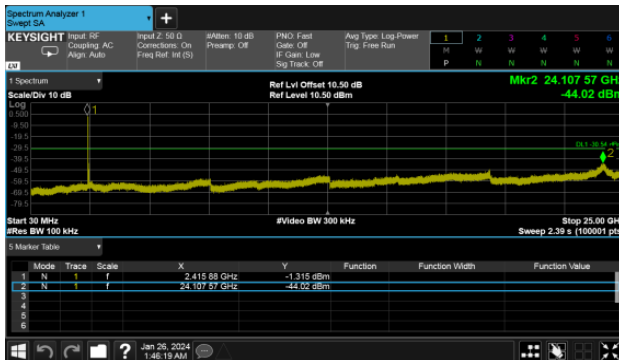 Spectrum Analyzer 1
Swept SA
+
KEYSIGHT
Input: RF
Coupling: AC
Align: Auto
Input Z: 50 Ω
Corrections: On
Freq Ref: Int (S)
#Atten: 10 dB
Preamp: Off
PNO: Fast
Gate: Off
IF Gain: Low
Sig Track: Off
Avg Type: Log-Power
Trig: Free Run
1 2 3 4 5 6
M W W W W W
P N N N N N
LXI
1 Spectrum
Scale/Div 10 dB
Ref Lvl Offset 10.50 dB
Ref Level 10.50 dBm
Mkr2 24.107 57 GHz
-44.02 dBm
Log
0.500
-9.50
-19.5
-29.5
-39.5
-49.5
-59.5
-69.5
-79.5
1
2
Start 30 MHz
#Res BW 100 kHz
#Video BW 300 kHz
Stop 25.00 GH
Sweep 2.39 s (100001 pts
5 Marker Table
Mode Trace Scale X Y Function Function Width Function Value
1 N 1 f 2.415 88 GHz -1.315 dBm
2 N 1 f 24.107 57 GHz -44.02 dBm
3
4
5
6
?
Jan 26, 2024
1:46:19 AM